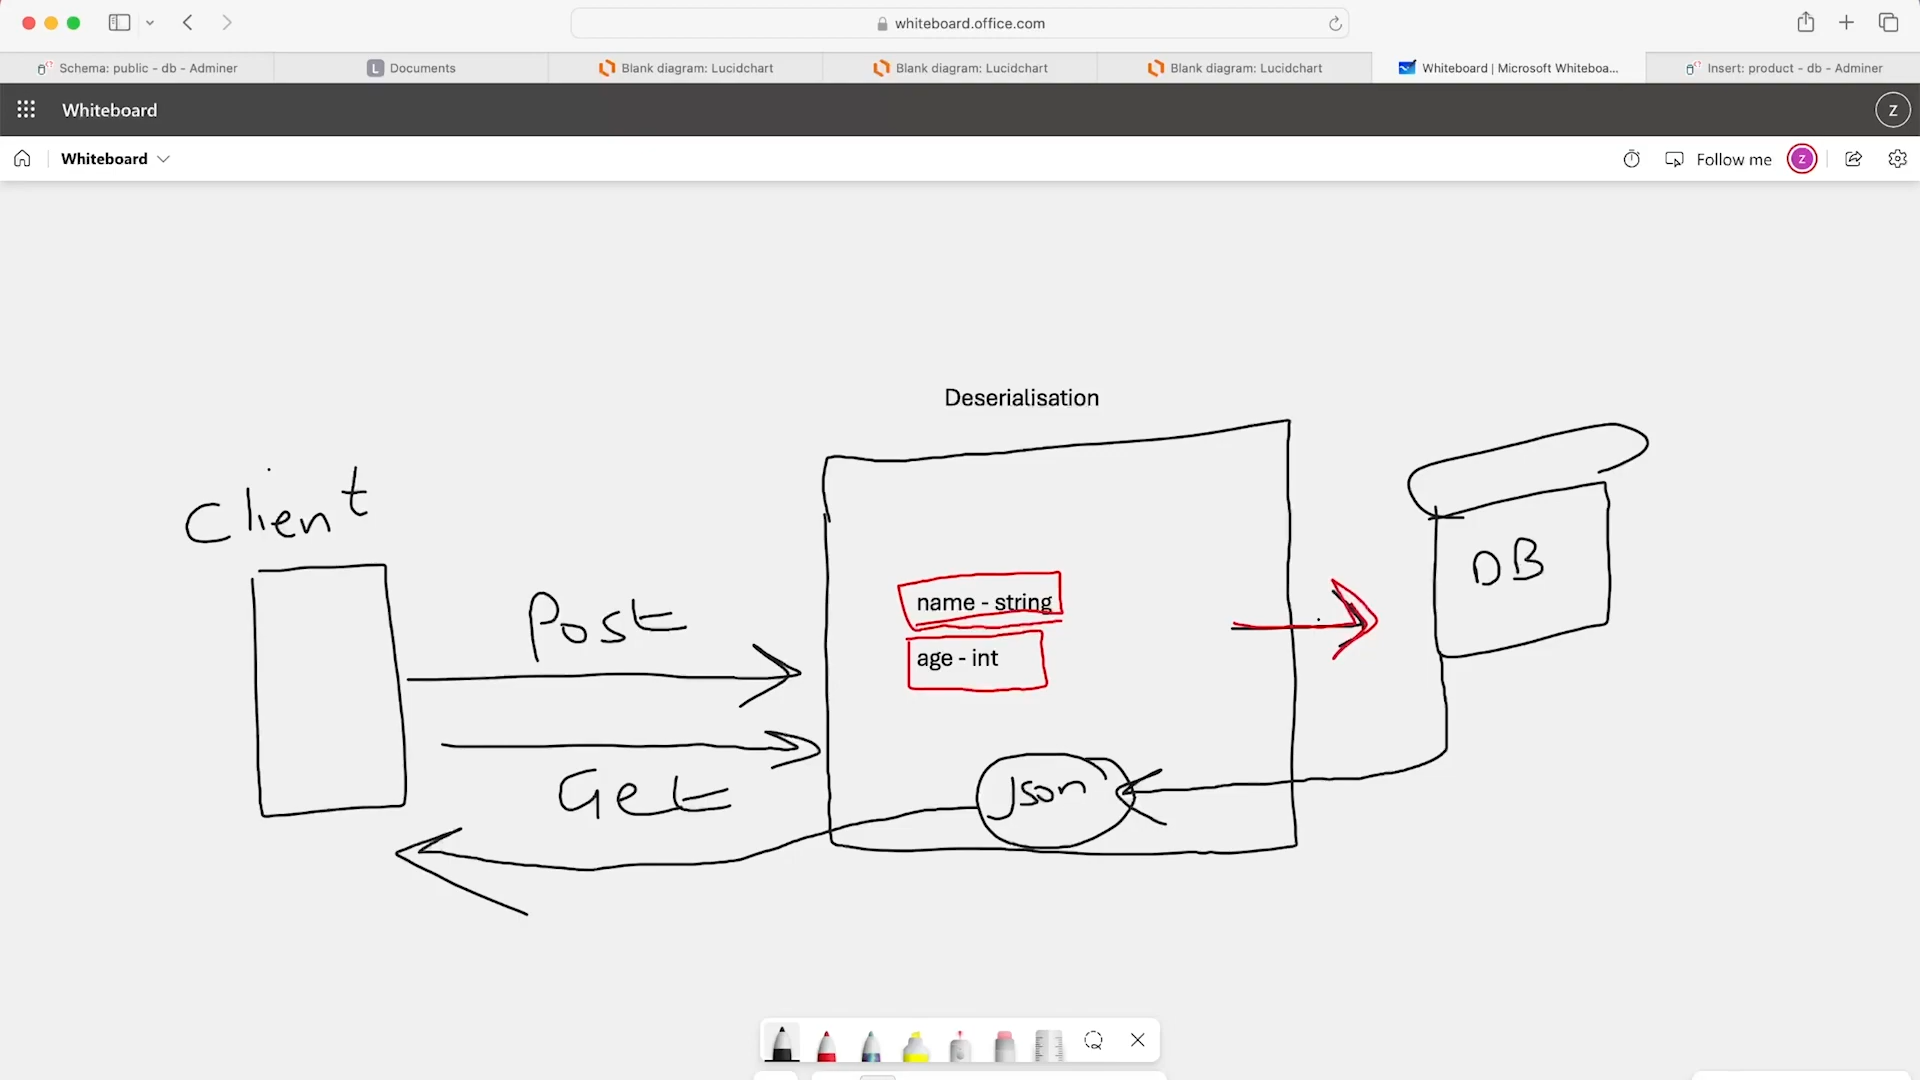 whiteboard.office.com
Schema: public - db - Adminer
L Documents
Blank diagram: Lucidchart
Blank diagram: Lucidchart
Blank diagram: Lucidchart
Whiteboard | Microsoft Whiteboa...
Insert: product - db - Adminer
Whiteboard
Z
Whiteboard
Follow me
Z
Deserialisation
Client
DB
name - string
Post
age - int
Get
Json